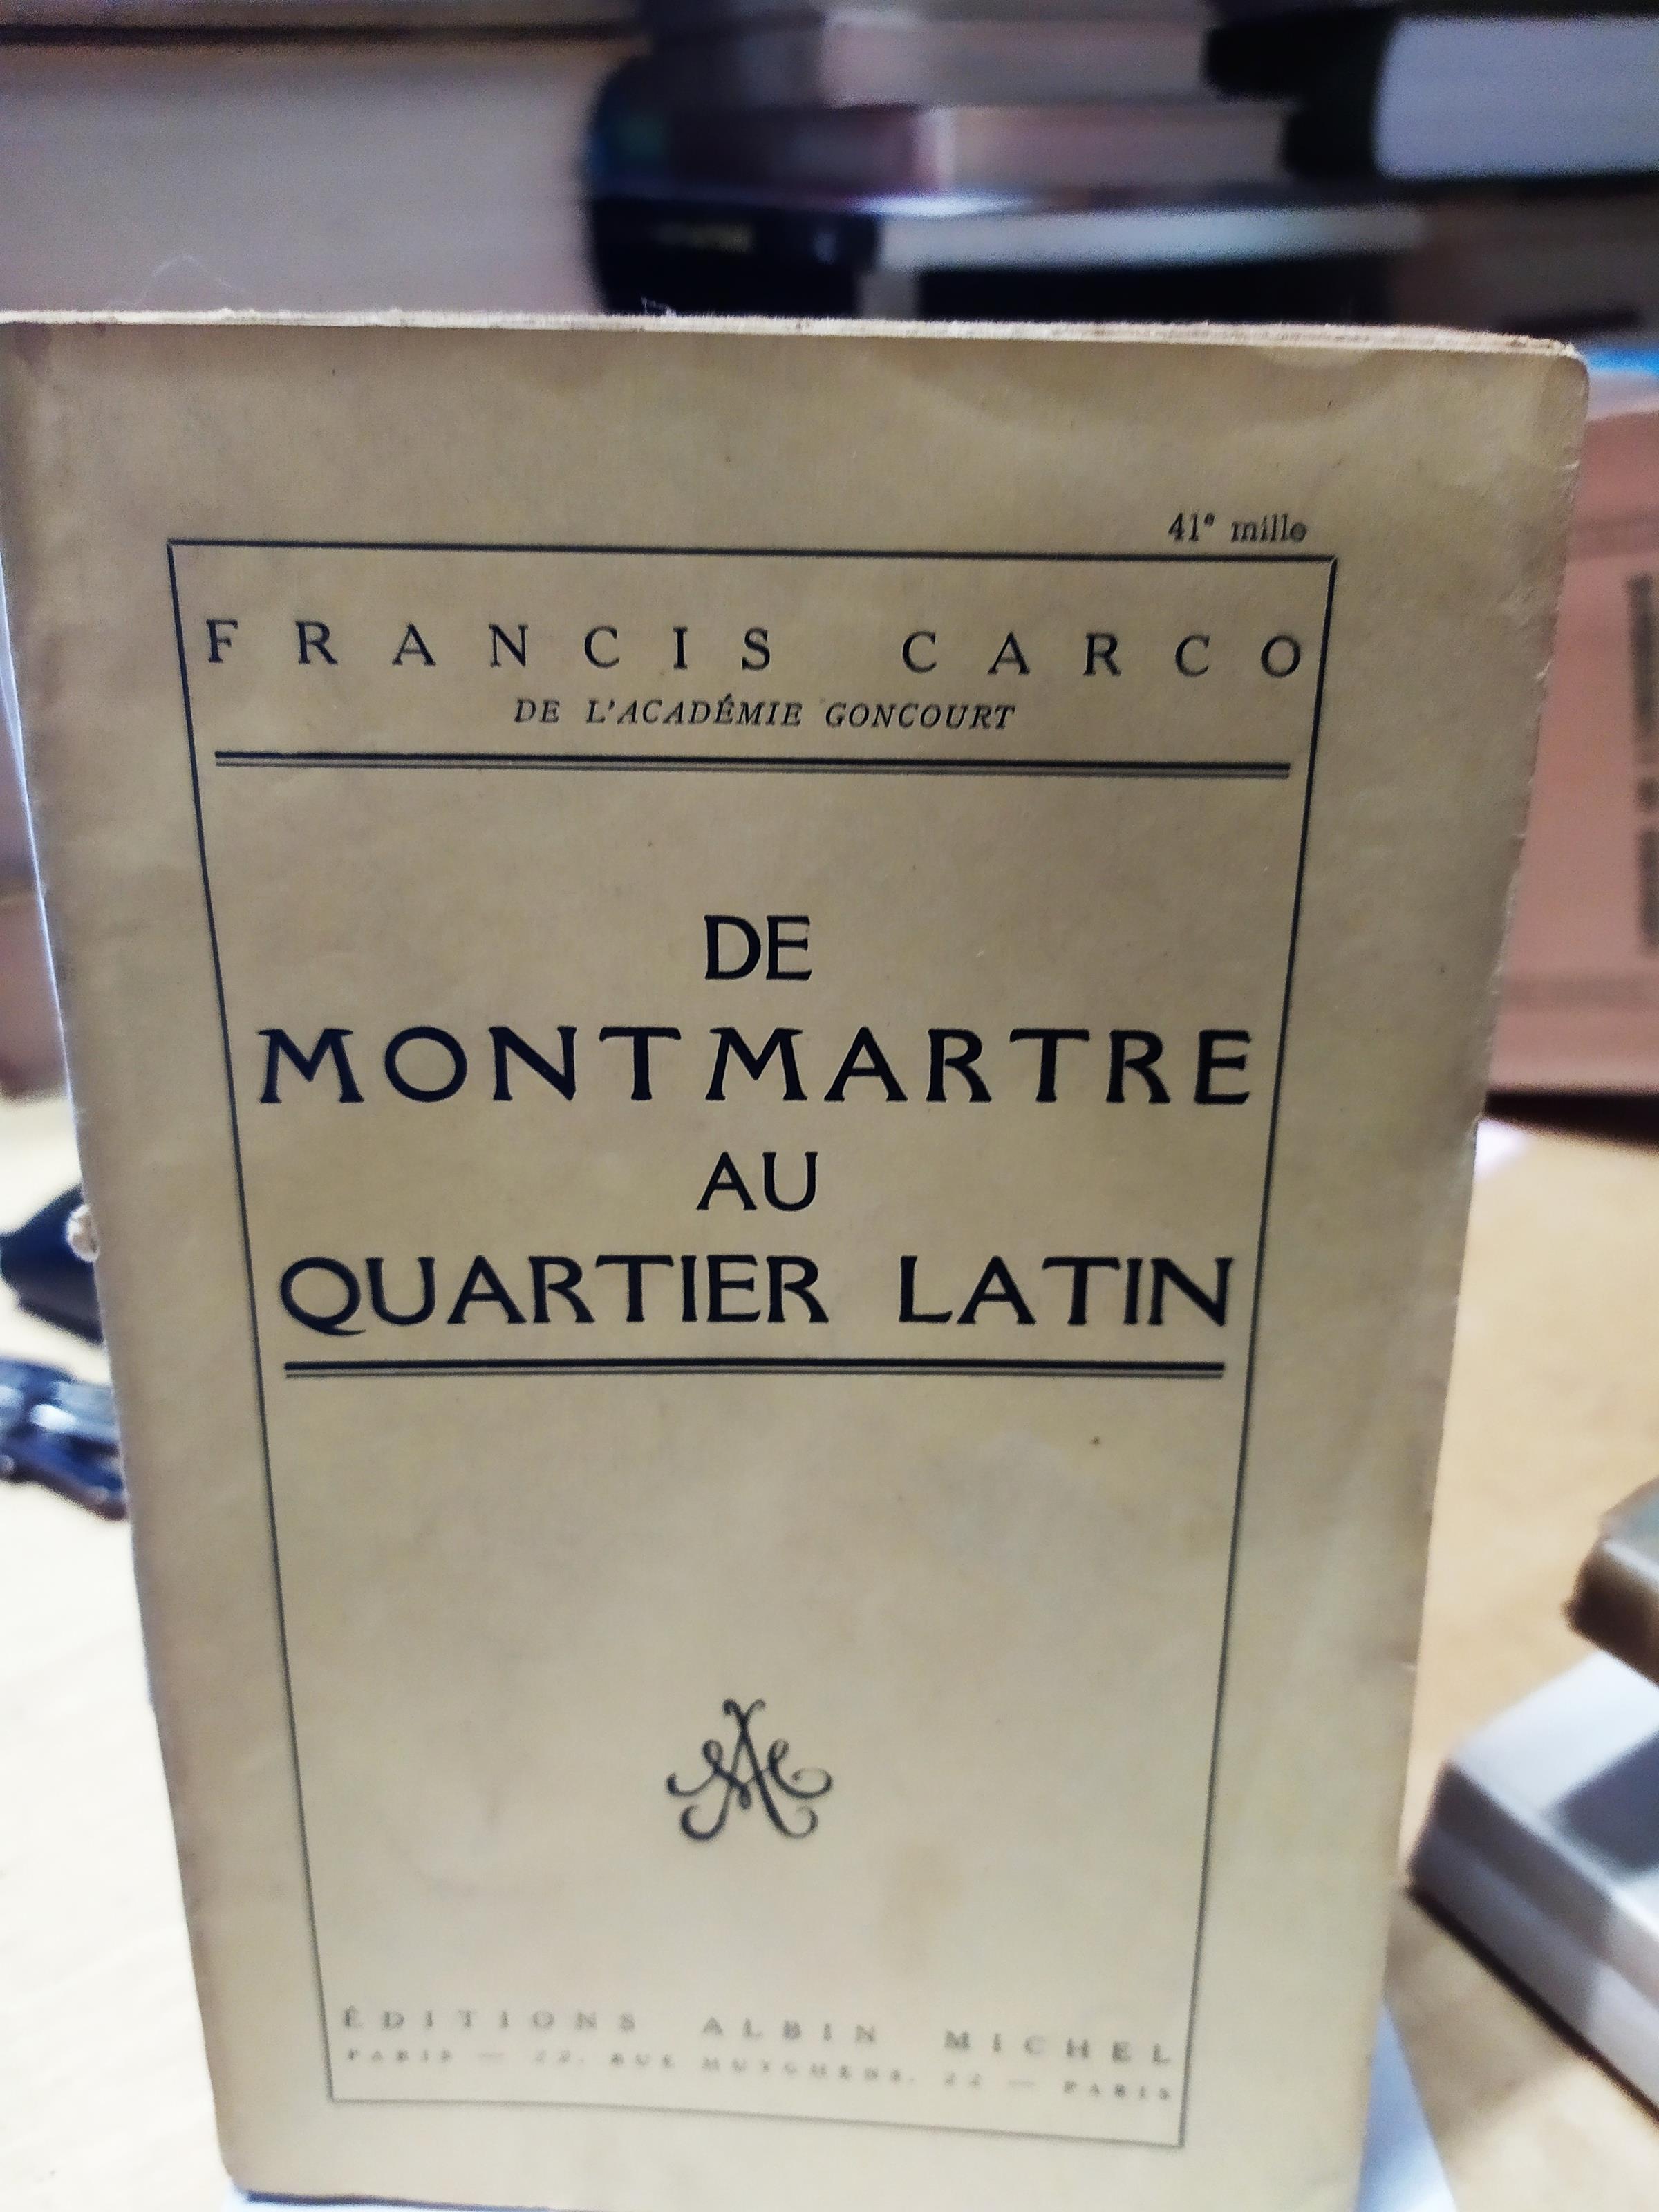 41e mille
FRANCIS CARCO
DE L'ACADÉMIE GONCOURT
DE
MONTMARTRE
AU
QUARTIER LATIN
AM
ÉDITIONS ALBIN MICHEL
PARIS — 22, RUE HUYGHENS, 22 — PARIS